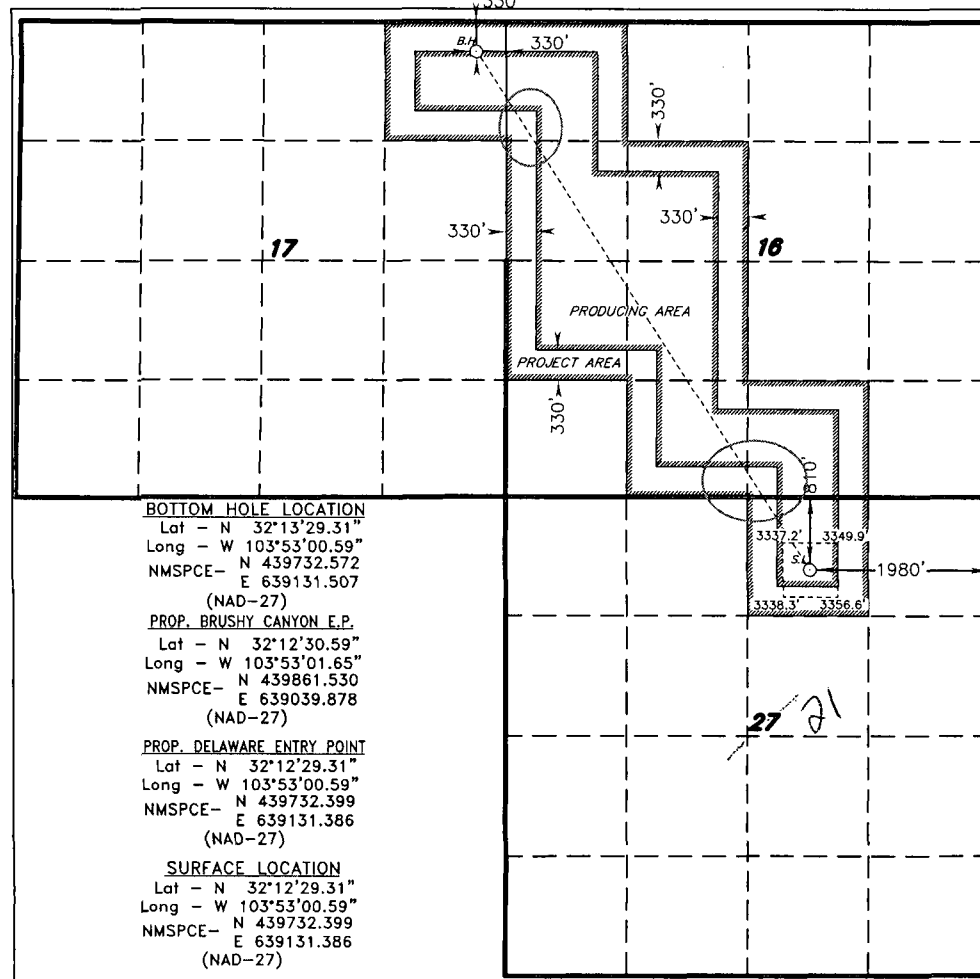 330'
B.H.
330'
330'
330'
330'
17
16
PRODUCING AREA
PROJECT AREA
330'
810'
BOTTOM HOLE LOCATION
Lat - N 32°13'29.31"
Long - W 103°53'00.59"
NMSPCE- N 439732.572
E 639131.507
(NAD-27)
3337.2' 3349.9'
S.L.
1980'
3338.3' 3356.6'
PROP. BRUSHY CANYON E.P.
Lat - N 32°12'30.59"
Long - W 103°53'01.65"
NMSPCE- N 439861.530
E 639039.878
(NAD-27)
27 21
PROP. DELAWARE ENTRY POINT
Lat - N 32°12'29.31"
Long - W 103°53'00.59"
NMSPCE- N 439732.399
E 639131.386
(NAD-27)
SURFACE LOCATION
Lat - N 32°12'29.31"
Long - W 103°53'00.59"
NMSPCE- N 439732.399
E 639131.386
(NAD-27)